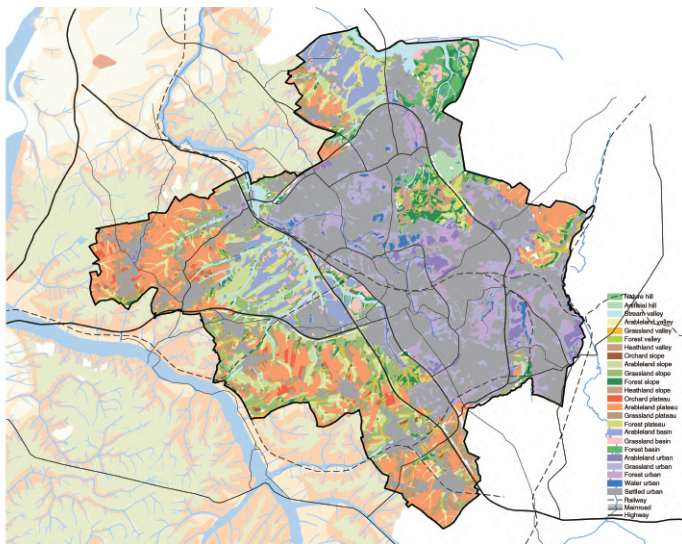 Nature hill
Artificial hill
Stream valley
Arableland valley
Grassland valley
Forest valley
Heathland valley
Orchard slope
Arableland slope
Grassland slope
Forest slope
Heathland slope
Orchard plateau
Arableland plateau
Grassland plateau
Forest plateau
Arableland basin
Grassland basin
Forest basin
Arableland urban
Grassland urban
Forest urban
Water urban
Settled urban
Railway
Mainroad
Highway